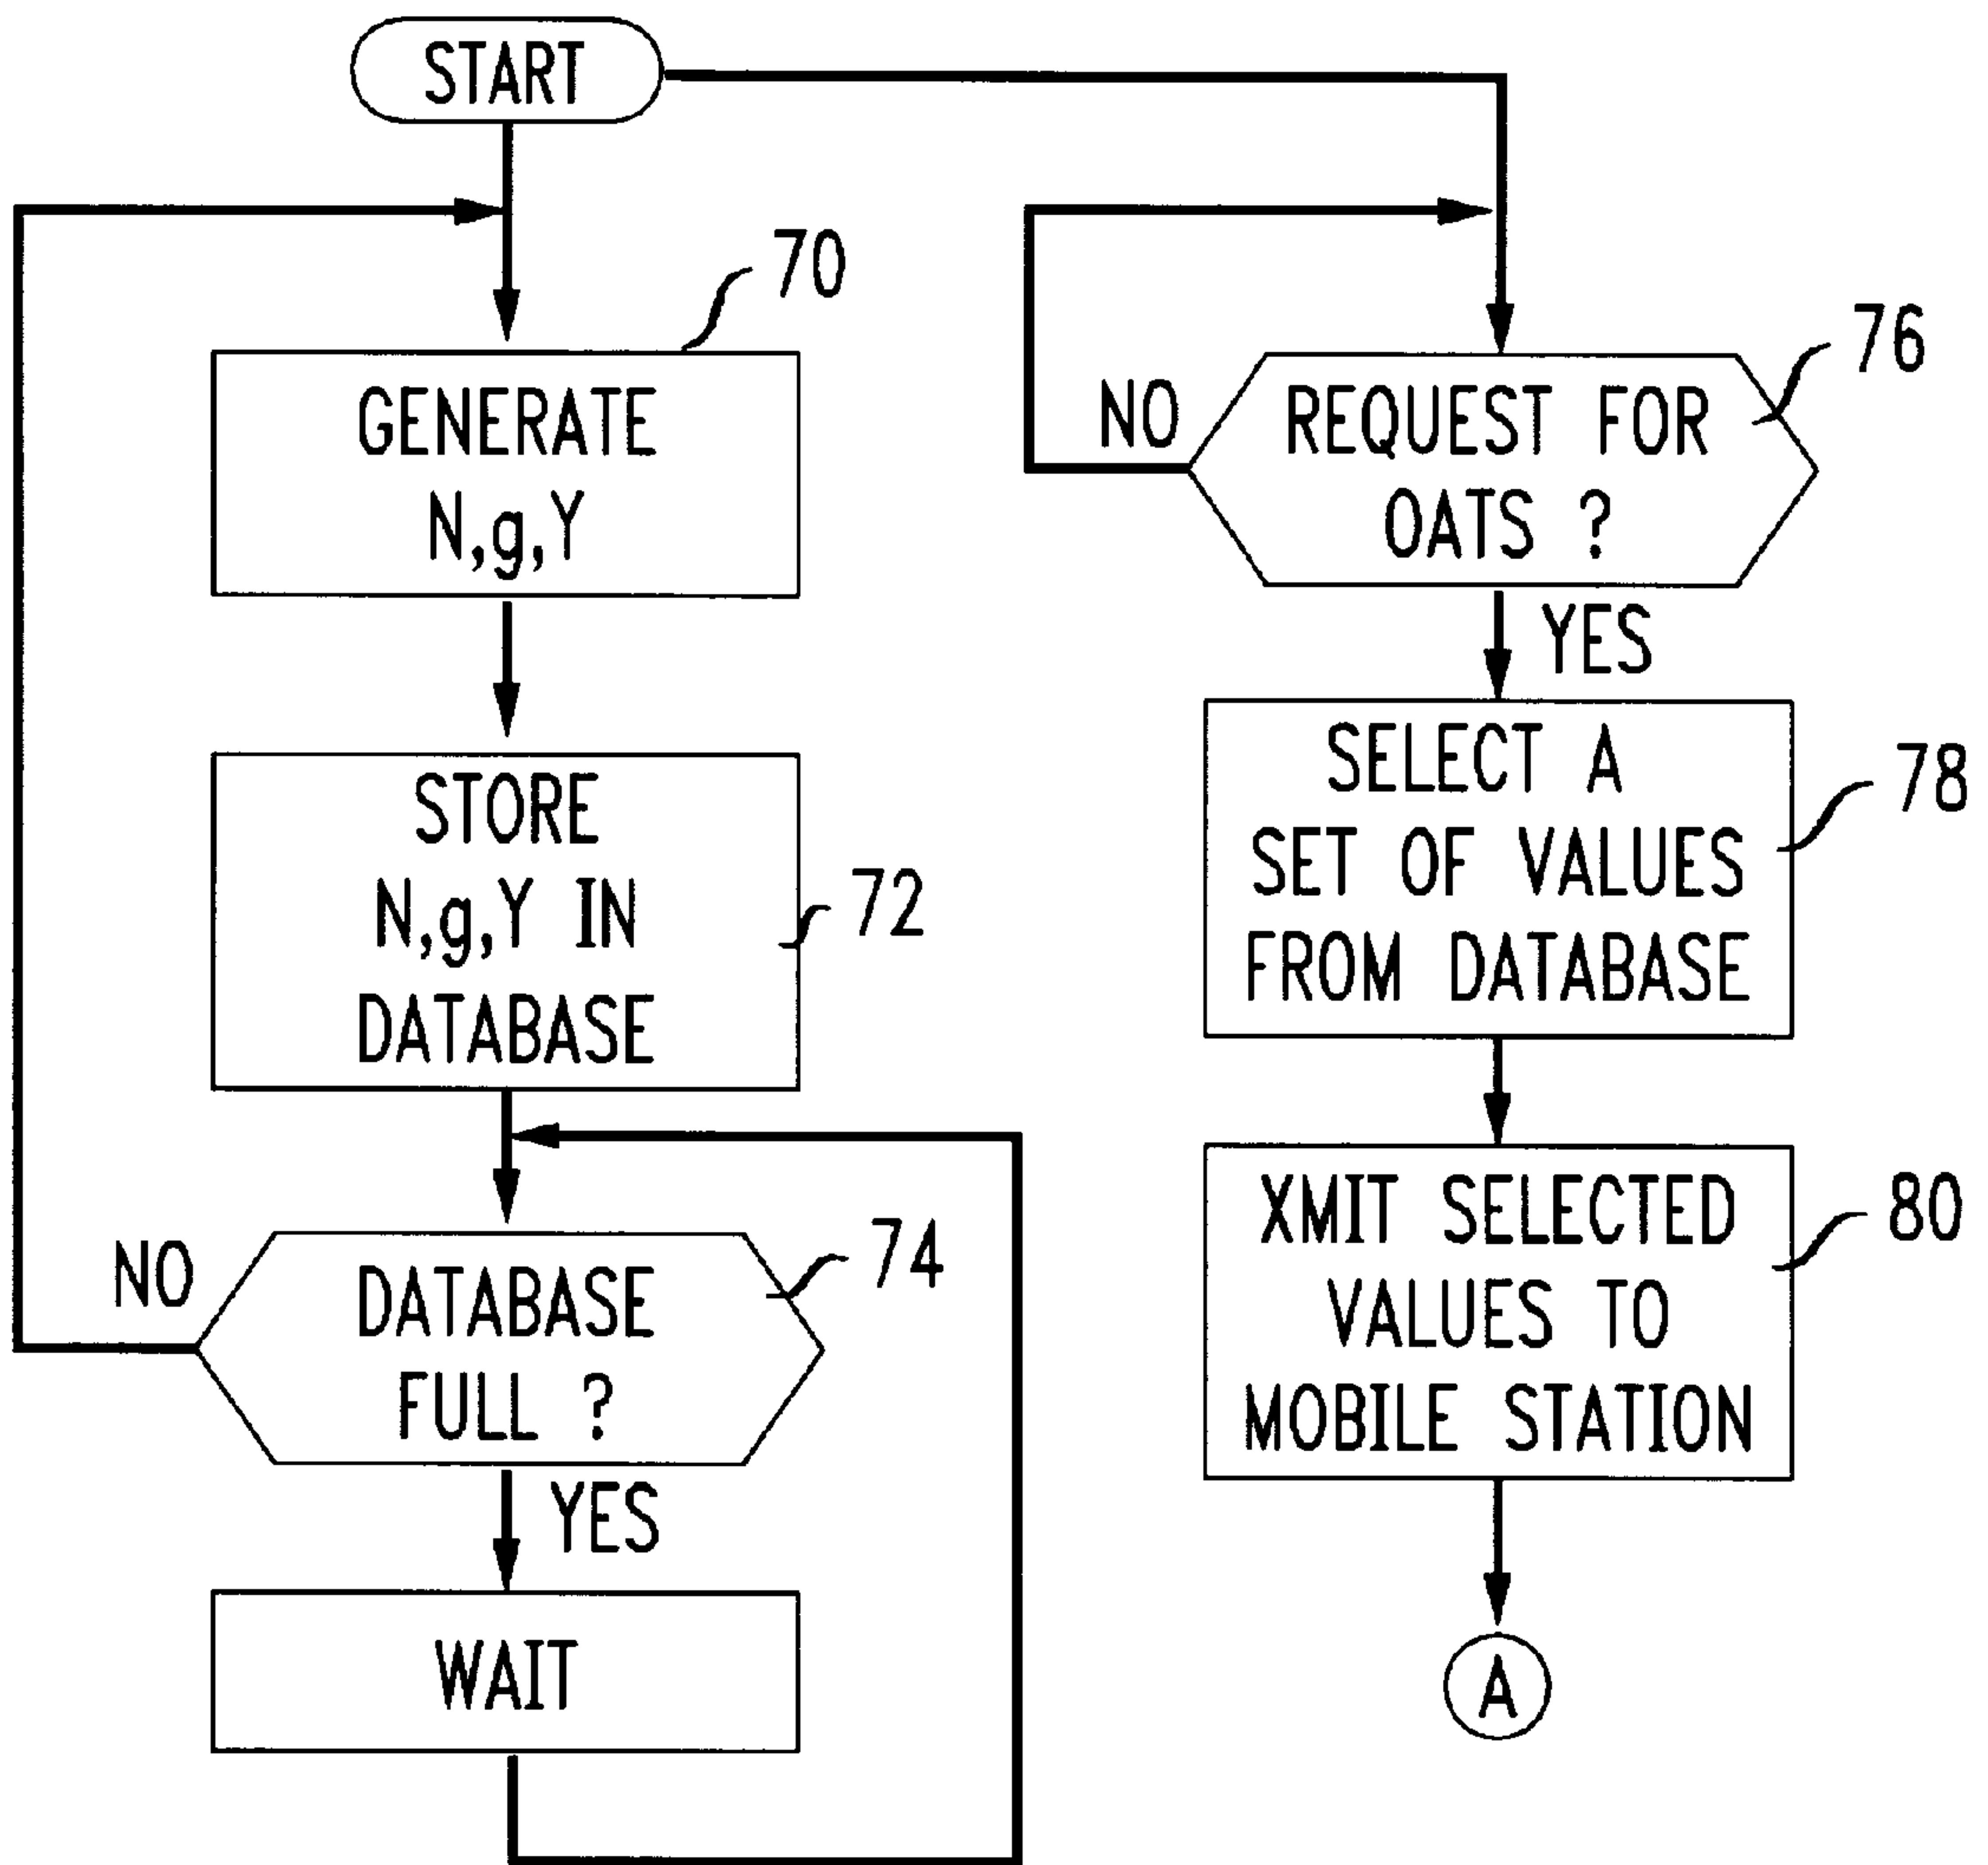 START
70
GENERATE
N,g,Y
STORE
N,g,Y IN
DATABASE
72
NO
DATABASE
FULL ?
74
YES
WAIT
76
NO
REQUEST FOR
OATS ?
YES
SELECT A
SET OF VALUES
FROM DATABASE
78
XMIT SELECTED
VALUES TO
MOBILE STATION
80
A